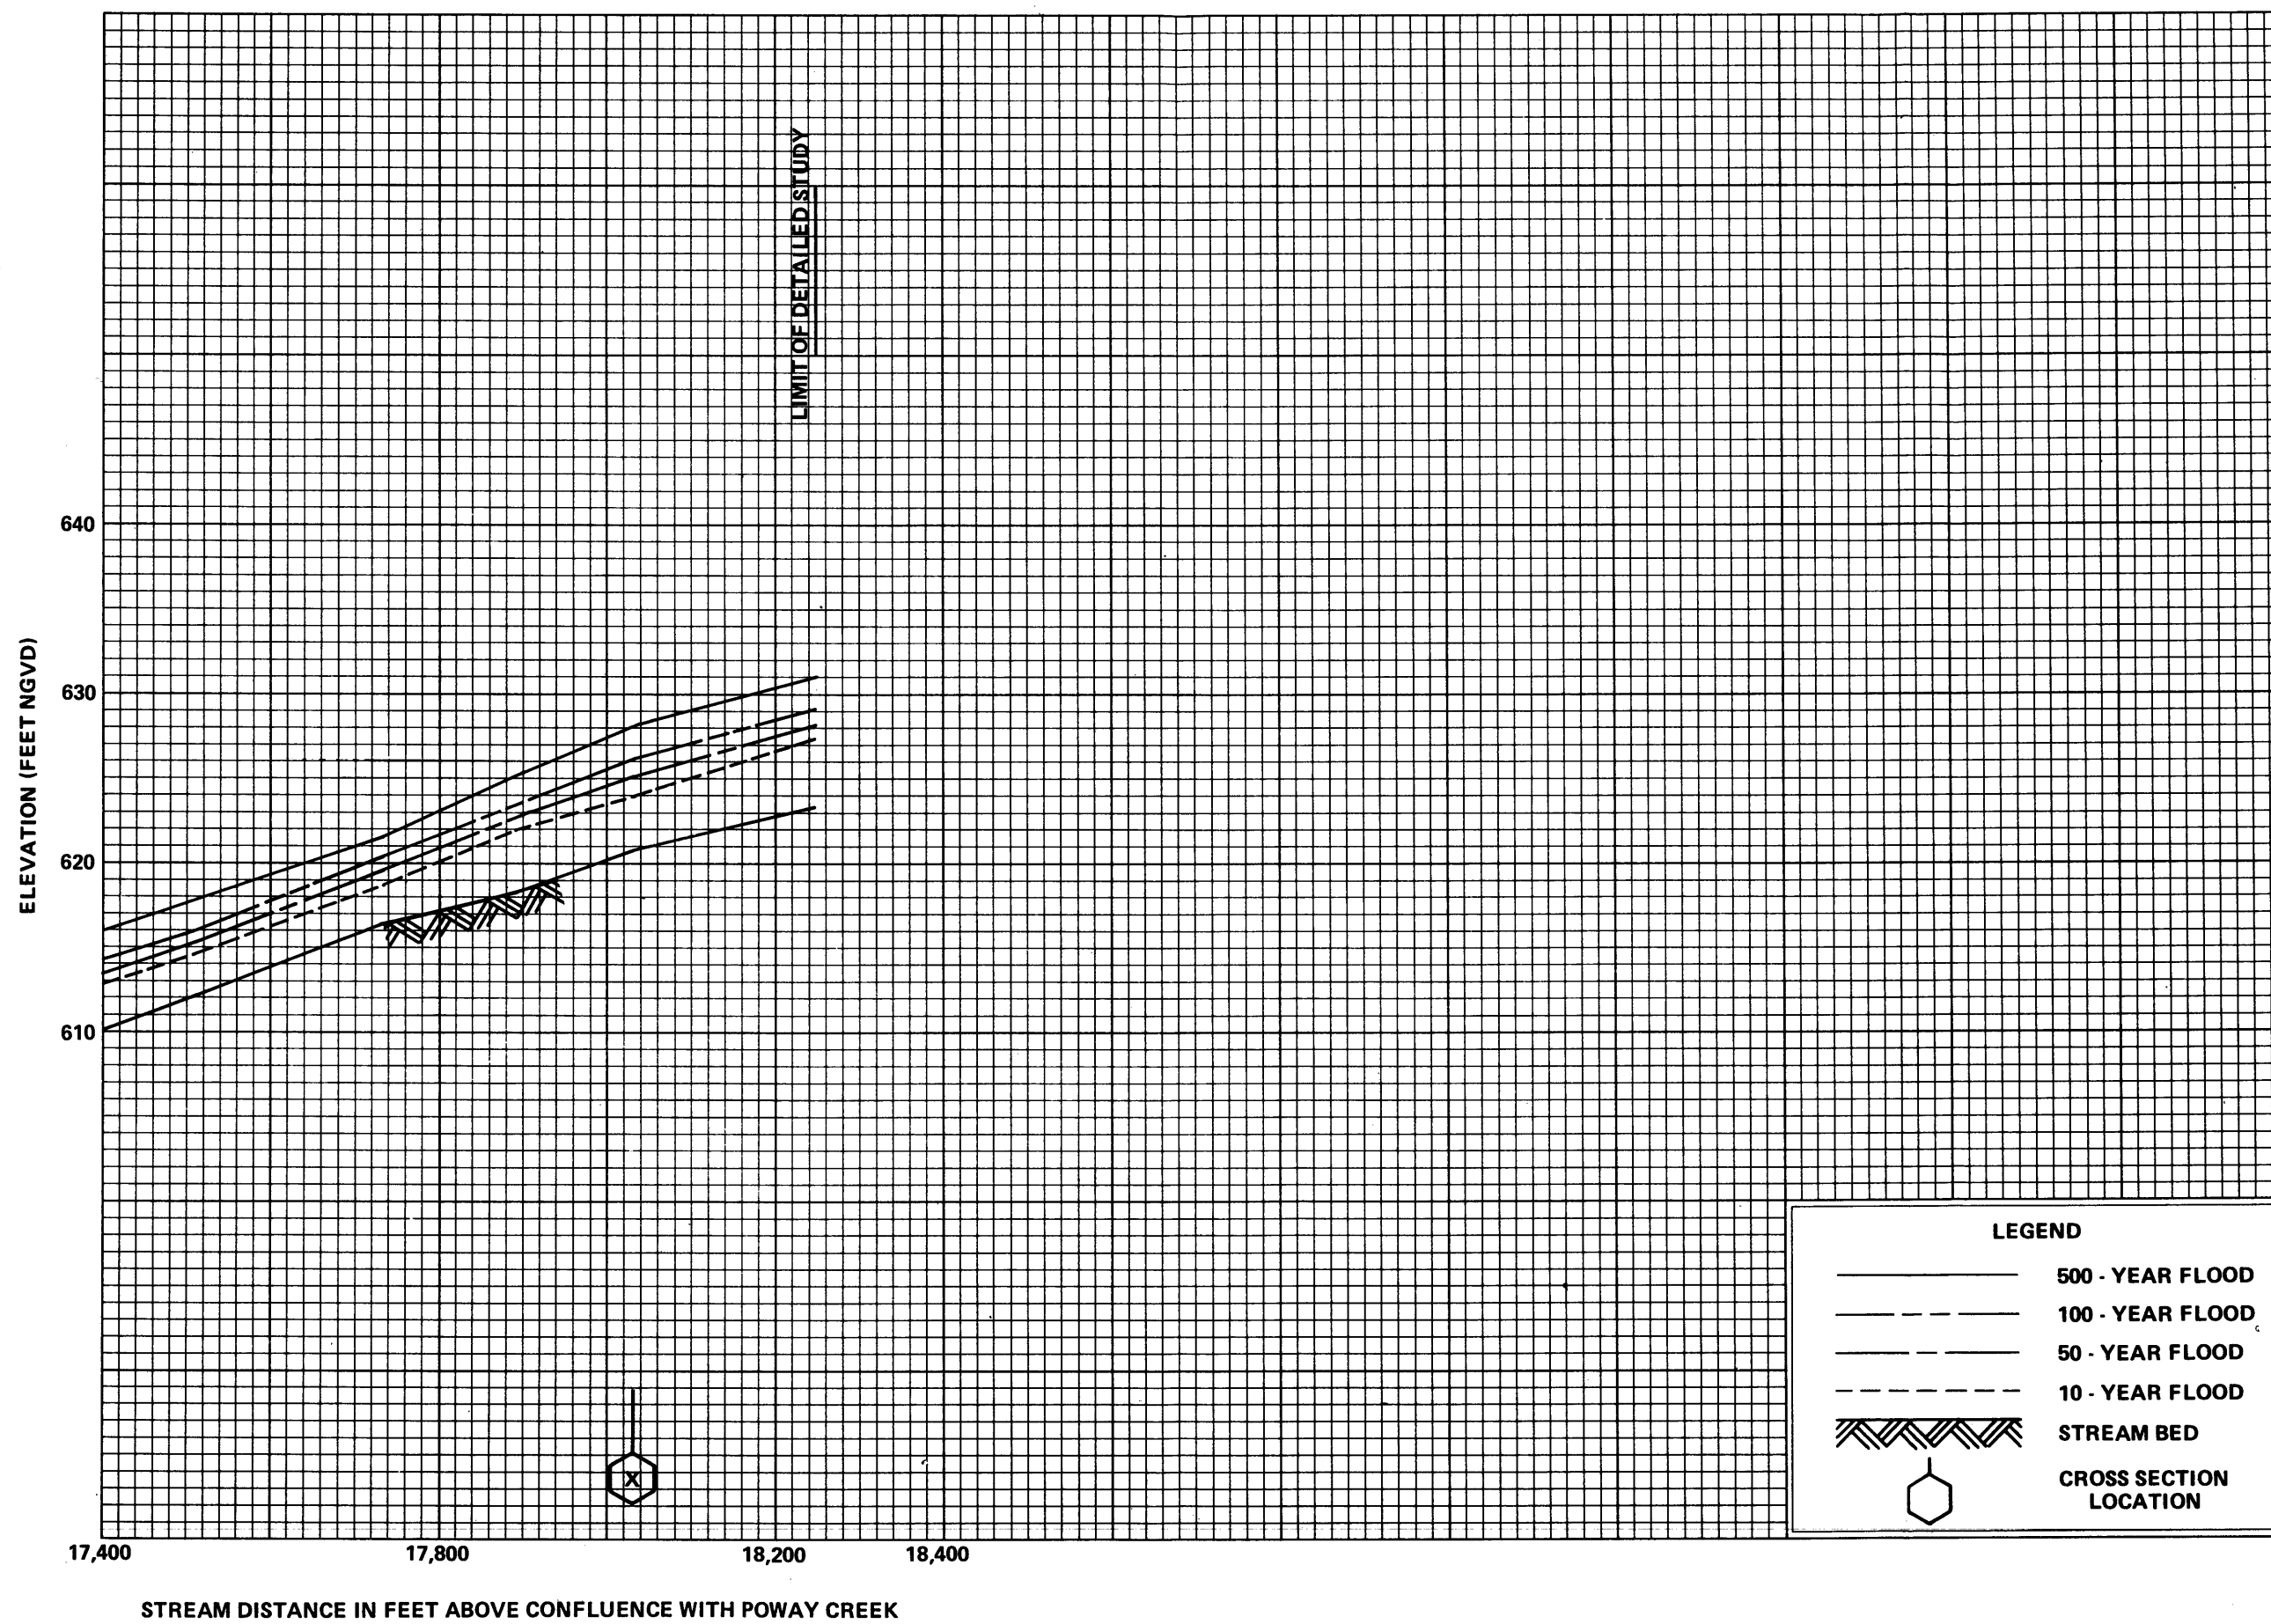 LIMIT OF DETAILED STUDY
ELEVATION (FEET NGVD)
640
630
620
610
X
17,400
17,800
18,200
18,400
STREAM DISTANCE IN FEET ABOVE CONFLUENCE WITH POWAY CREEK
LEGEND
500 - YEAR FLOOD
100 - YEAR FLOOD
50 - YEAR FLOOD
10 - YEAR FLOOD
STREAM BED
CROSS SECTION
LOCATION